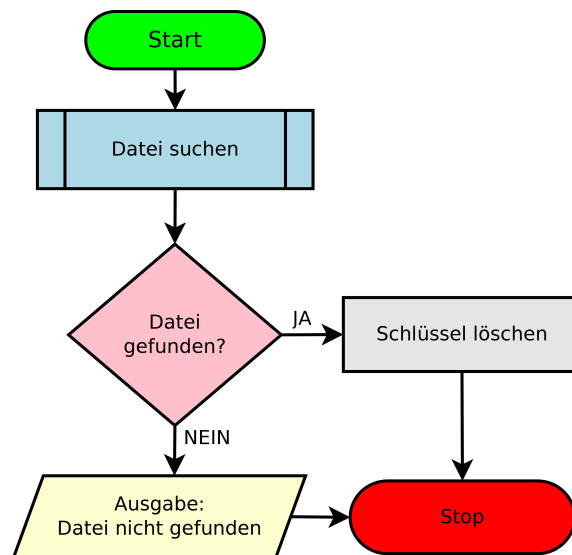 Start
Datei suchen
Datei
gefunden?
JA
Schlüssel löschen
NEIN
Ausgabe:
Datei nicht gefunden
Stop